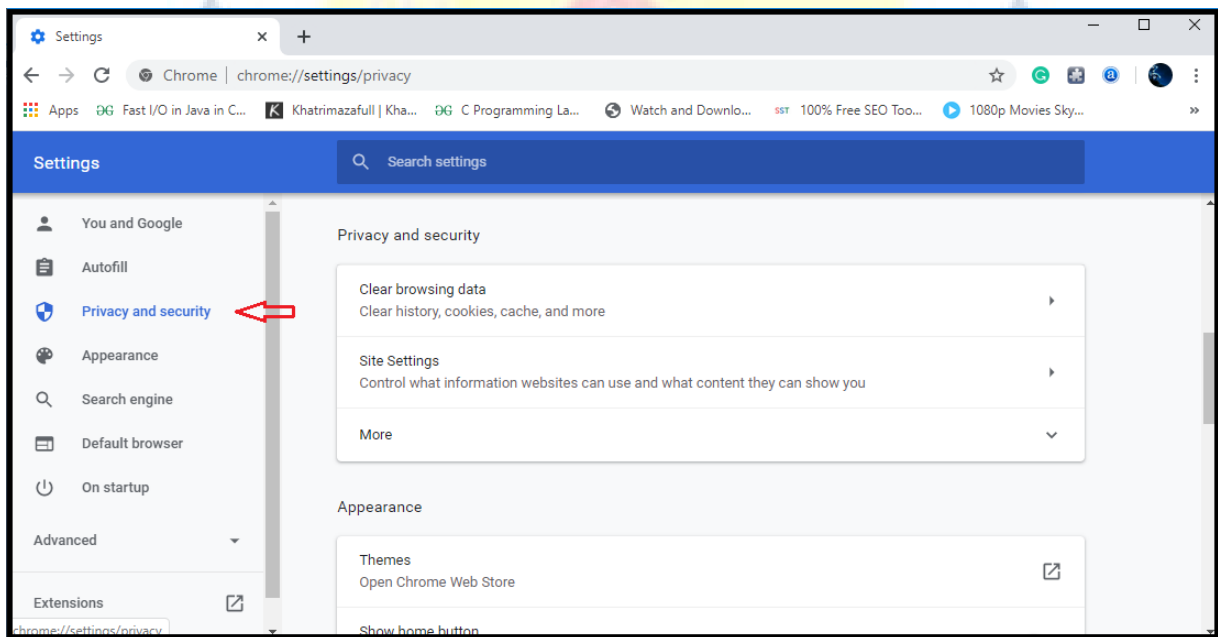 Settings
Chrome | chrome://settings/privacy
Apps GG Fast I/O in Java in C... K Khatrimazafull | Kha... GG C Programming La... Watch and Downlo... SST 100% Free SEO Too... 1080p Movies Sky... »
Settings
Search settings
You and Google
Autofill
Privacy and security
Appearance
Search engine
Default browser
On startup
Advanced
Extensions
chrome://settings/privacy
Privacy and security
Clear browsing data
Clear history, cookies, cache, and more
Site Settings
Control what information websites can use and what content they can show you
More
Appearance
Themes
Open Chrome Web Store
Show home button